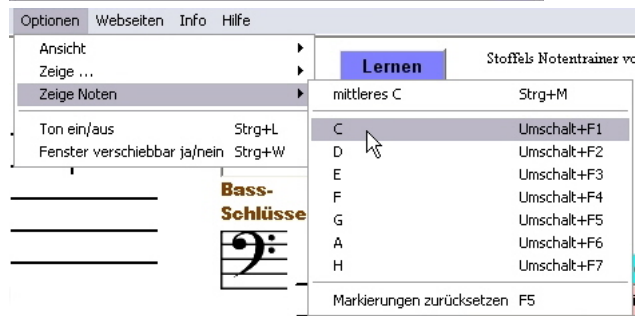 Optionen Webseiten Info Hilfe
Ansicht
Zeige ...
Zeige Noten
Ton ein/aus Strg+L
Fenster verschiebbar ja/nein Strg+W
Lernen
Stoffels Notentrainer
mittleres C Strg+M
C Umschalt+F1
D Umschalt+F2
E Umschalt+F3
F Umschalt+F4
G Umschalt+F5
A Umschalt+F6
H Umschalt+F7
Markierungen zurücksetzen F5
Bass-
Schlüsse